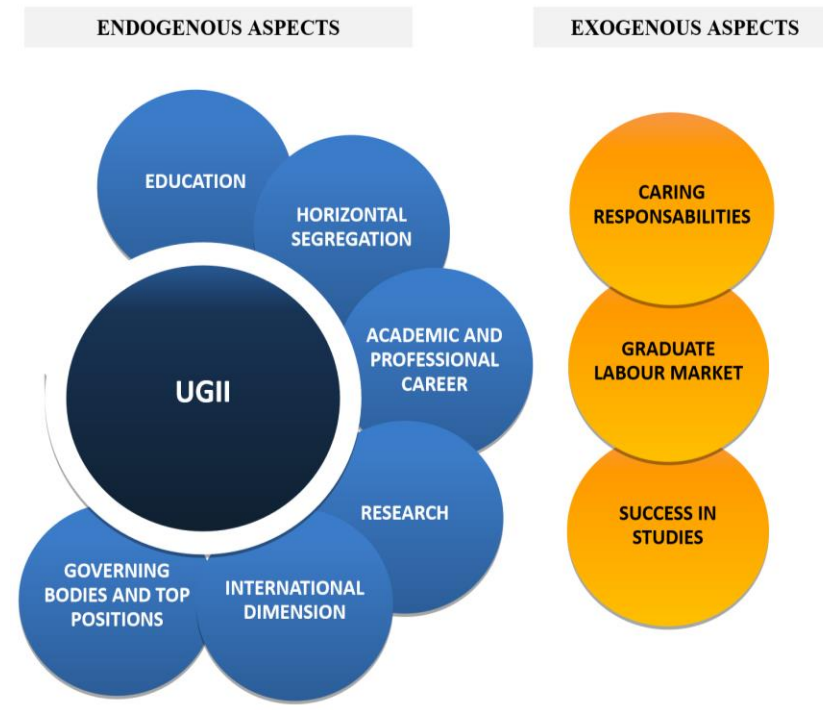 ENDOGENOUS ASPECTS
EXOGENOUS ASPECTS
EDUCATION
HORIZONTAL
SEGREGATION
ACADEMIC AND
PROFESSIONAL
CAREER
UGII
RESEARCH
INTERNATIONAL
DIMENSION
GOVERNING
BODIES AND TOP
POSITIONS
CARING
RESPONSABILITIES
GRADUATE
LABOUR MARKET
SUCCESS IN
STUDIES